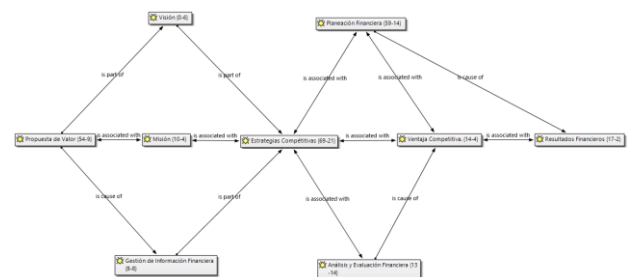 Visión {0-6}
Planeación Financiera {39-14}
is part of
is part of
is associated with
is associated with
is cause of
Propuesta de Valor {54-9}
is associated with
Misión {10-4}
is associated with
Estrategias Competitivas {69-21}
is associated with
Ventaja Competitiva. {14-4}
is associated with
Resultados Financieros {17-2}
is cause of
is part of
is associated with
is cause of
Gestión de Información Financiera
{8-8}
Análisis y Evaluación Financiera {13
-14}